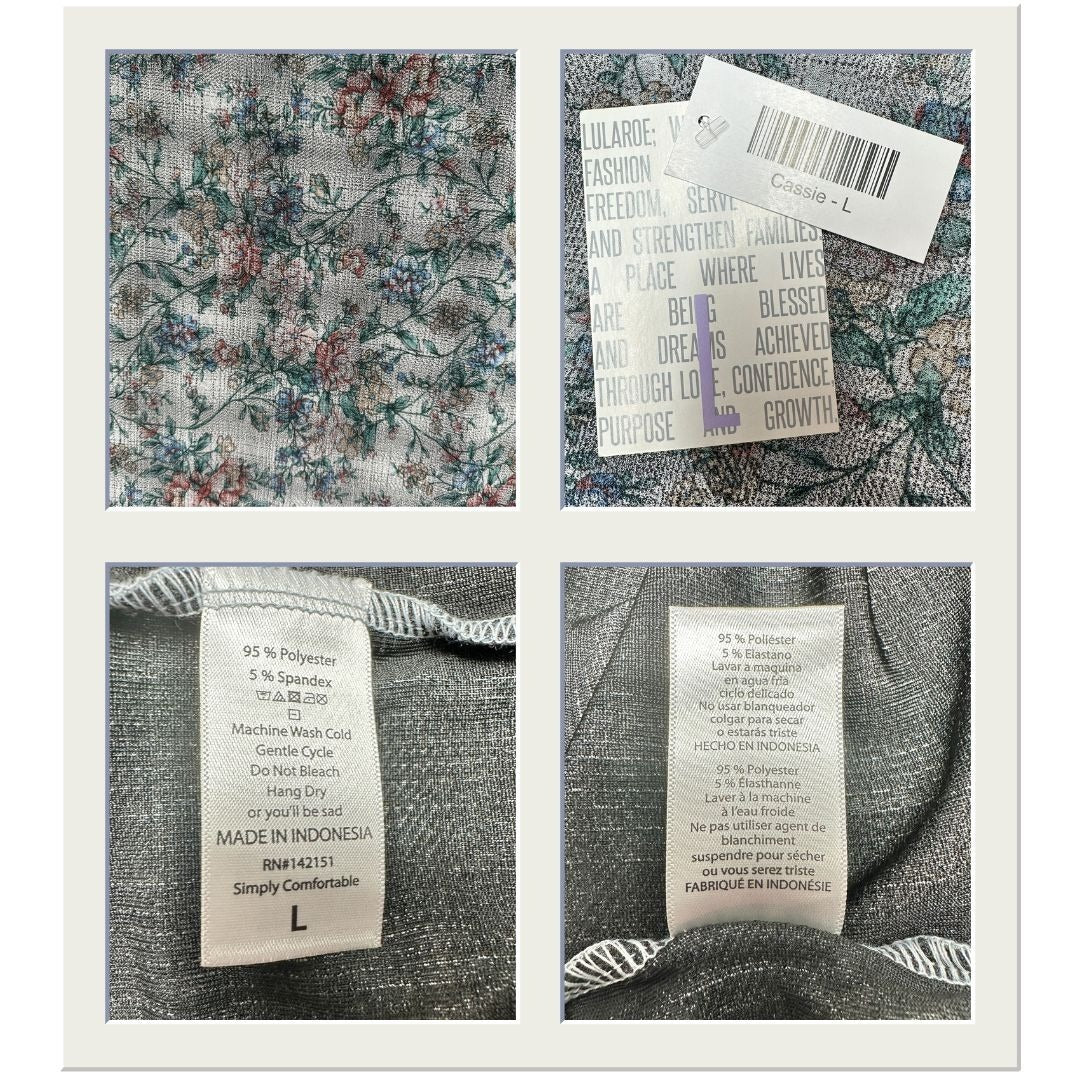 LULAROE; W
FASHION
FREEDOM, SERVE
AND STRENGTHEN FAMILIES.
A PLACE WHERE LIVES
ARE BEING BLESSED
AND DREAMS ACHIEVED
THROUGH LOVE, CONFIDENCE,
PURPOSE AND GROWTH.
L
Cassie - L
95 % Polyester
5 % Spandex
Machine Wash Cold
Gentle Cycle
Do Not Bleach
Hang Dry
or you'll be sad
MADE IN INDONESIA
RN#142151
Simply Comfortable
L
95 % Poliéster
5 % Elastano
Lavar a maquina
en agua fria
ciclo delicado
No usar blanqueador
colgar para secar
o estarás triste
HECHO EN INDONESIA
95 % Polyester
5 % Élasthanne
Laver à la machine
à l'eau froide
Ne pas utiliser agent de
blanchiment
suspendre pour sécher
ou vous serez triste
FABRIQUÉ EN INDONÉSIE